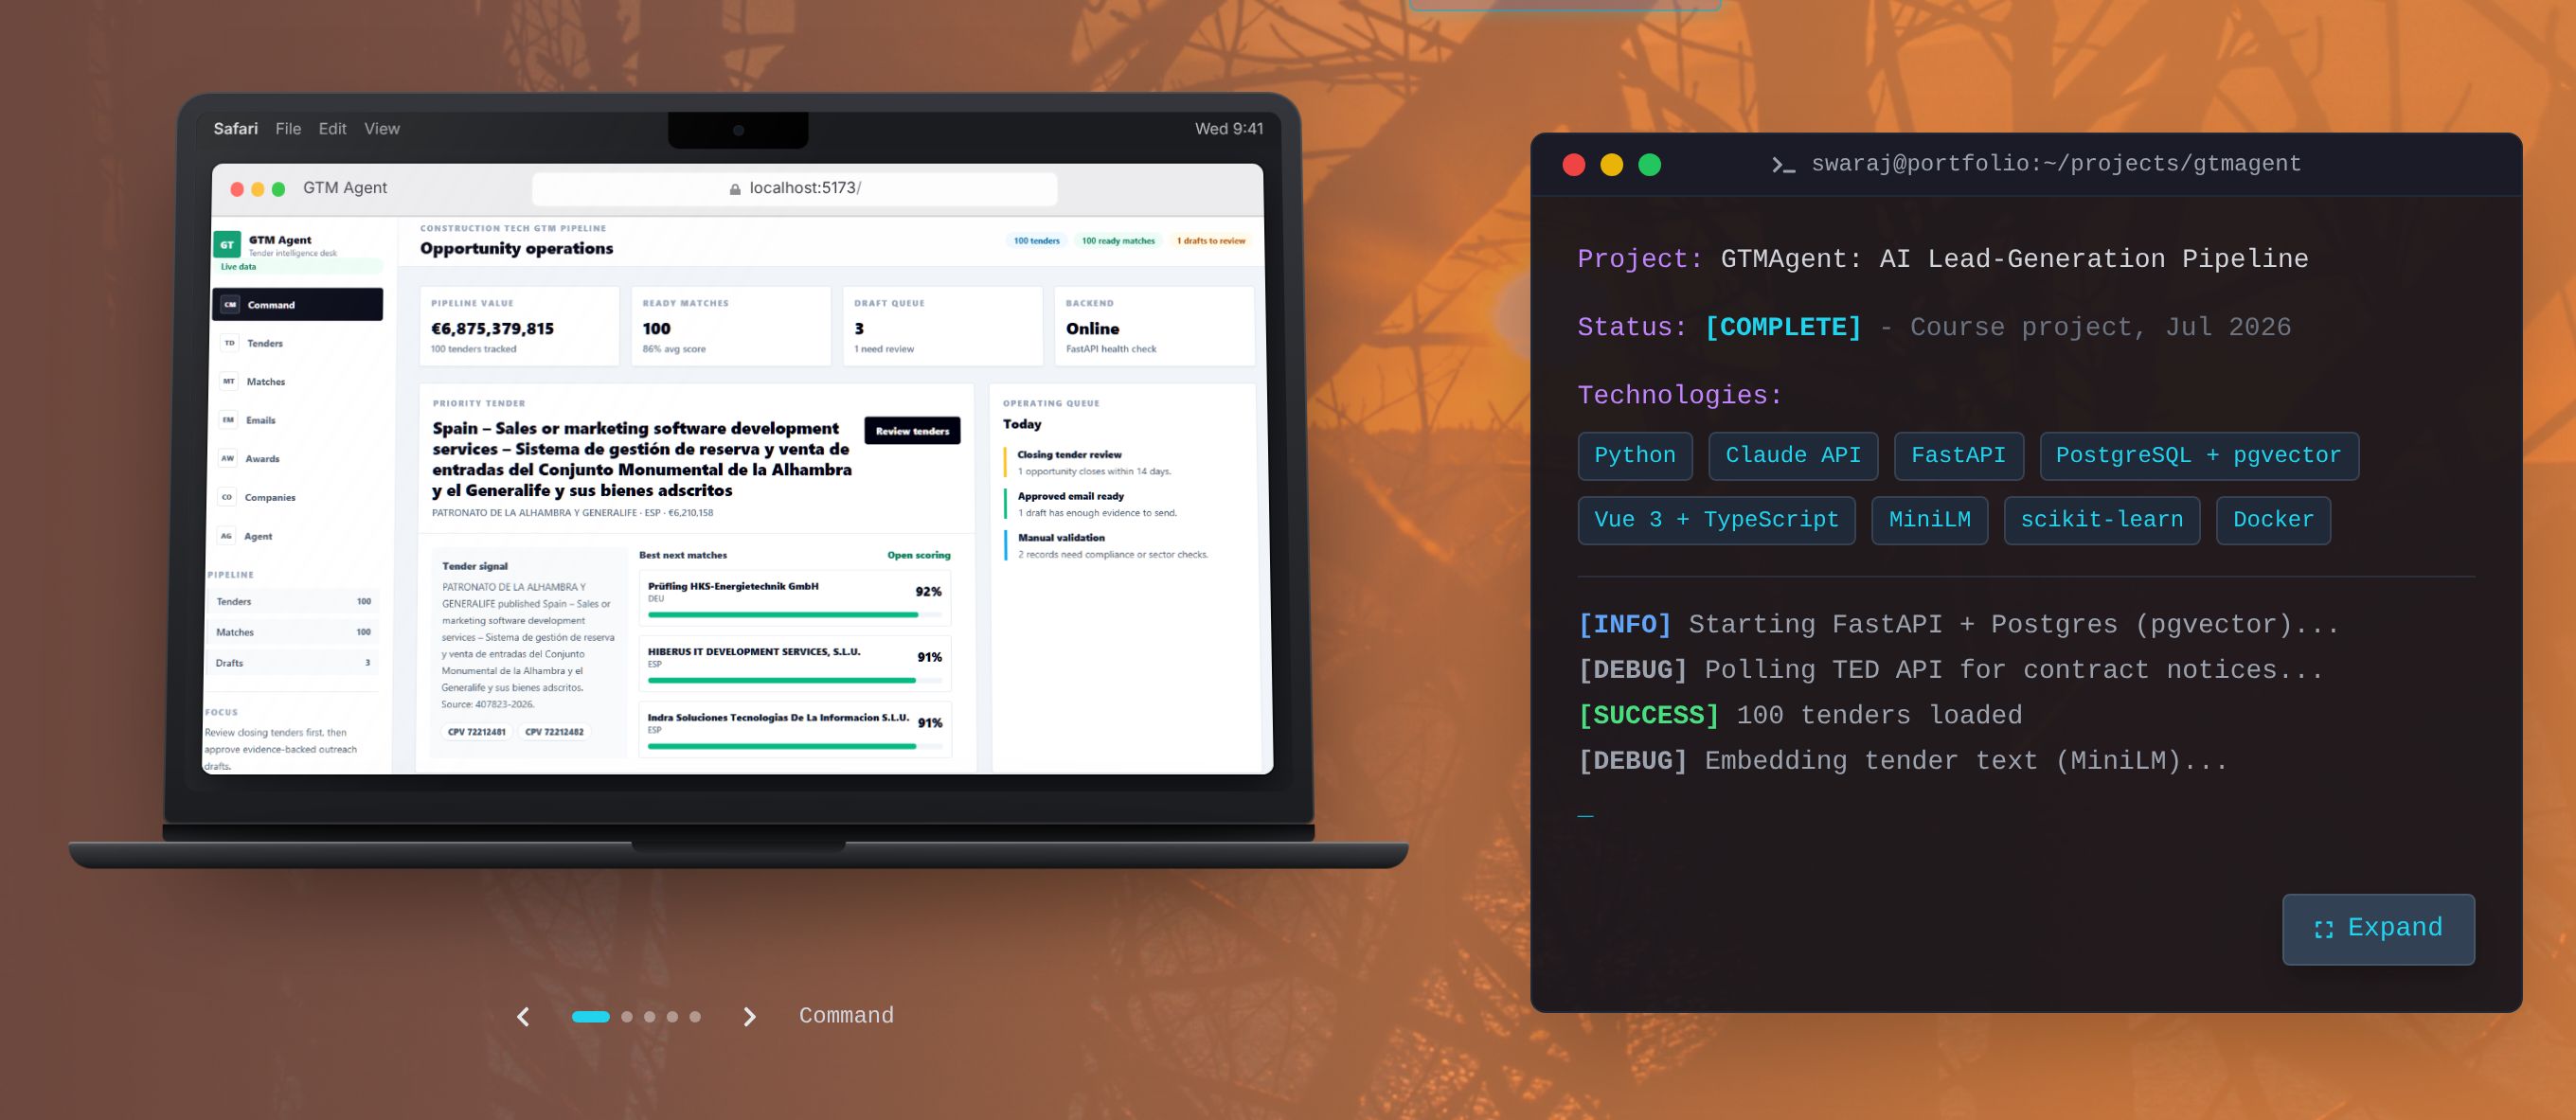 Safari File Edit View
Wed 9:41
GTM Agent
localhost:5173/
GT
GTM Agent
Tender intelligence desk
Live data
CM Command
TD Tenders
MT Matches
EM Emails
AW Awards
CO Companies
AG Agent
PIPELINE
Tenders 100
Matches 100
Drafts 3
FOCUS
Review closing tenders first, then
approve evidence-backed outreach
drafts.
CONSTRUCTION TECH GTM PIPELINE
Opportunity operations
100 tenders
100 ready matches
1 drafts to review
PIPELINE VALUE
€6,875,379,815
100 tenders tracked
READY MATCHES
100
86% avg score
DRAFT QUEUE
3
1 need review
BACKEND
Online
FastAPI health check
PRIORITY TENDER
Spain – Sales or marketing software development
services – Sistema de gestión de reserva y venta de
entradas del Conjunto Monumental de la Alhambra
y el Generalife y sus bienes adscritos
PATRONATO DE LA ALHAMBRA Y GENERALIFE · ESP · €6,210,158
Review tenders
Tender signal
PATRONATO DE LA ALHAMBRA Y
GENERALIFE published Spain – Sales or
marketing software development
services – Sistema de gestión de reserva
y venta de entradas del Conjunto
Monumental de la Alhambra y el
Generalife y sus bienes adscritos.
Source: 407823-2026.
CPV 72212481
CPV 72212482
Best next matches
Open scoring
Prüfling HKS-Energietechnik GmbH
DEU
92%
HIBERUS IT DEVELOPMENT SERVICES, S.L.U.
ESP
91%
Indra Soluciones Tecnologias De La Informacion S.L.U.
ESP
91%
OPERATING QUEUE
Today
Closing tender review
1 opportunity closes within 14 days.
Approved email ready
1 draft has enough evidence to send.
Manual validation
2 records need compliance or sector checks.
Command
swaraj@portfolio:~/projects/gtmagent
Project: GTMAgent: AI Lead-Generation Pipeline
Status: [COMPLETE] - Course project, Jul 2026
Technologies:
Python
Claude API
FastAPI
PostgreSQL + pgvector
Vue 3 + TypeScript
MiniLM
scikit-learn
Docker
[INFO] Starting FastAPI + Postgres (pgvector)...
[DEBUG] Polling TED API for contract notices...
[SUCCESS] 100 tenders loaded
[DEBUG] Embedding tender text (MiniLM)...
_
Expand